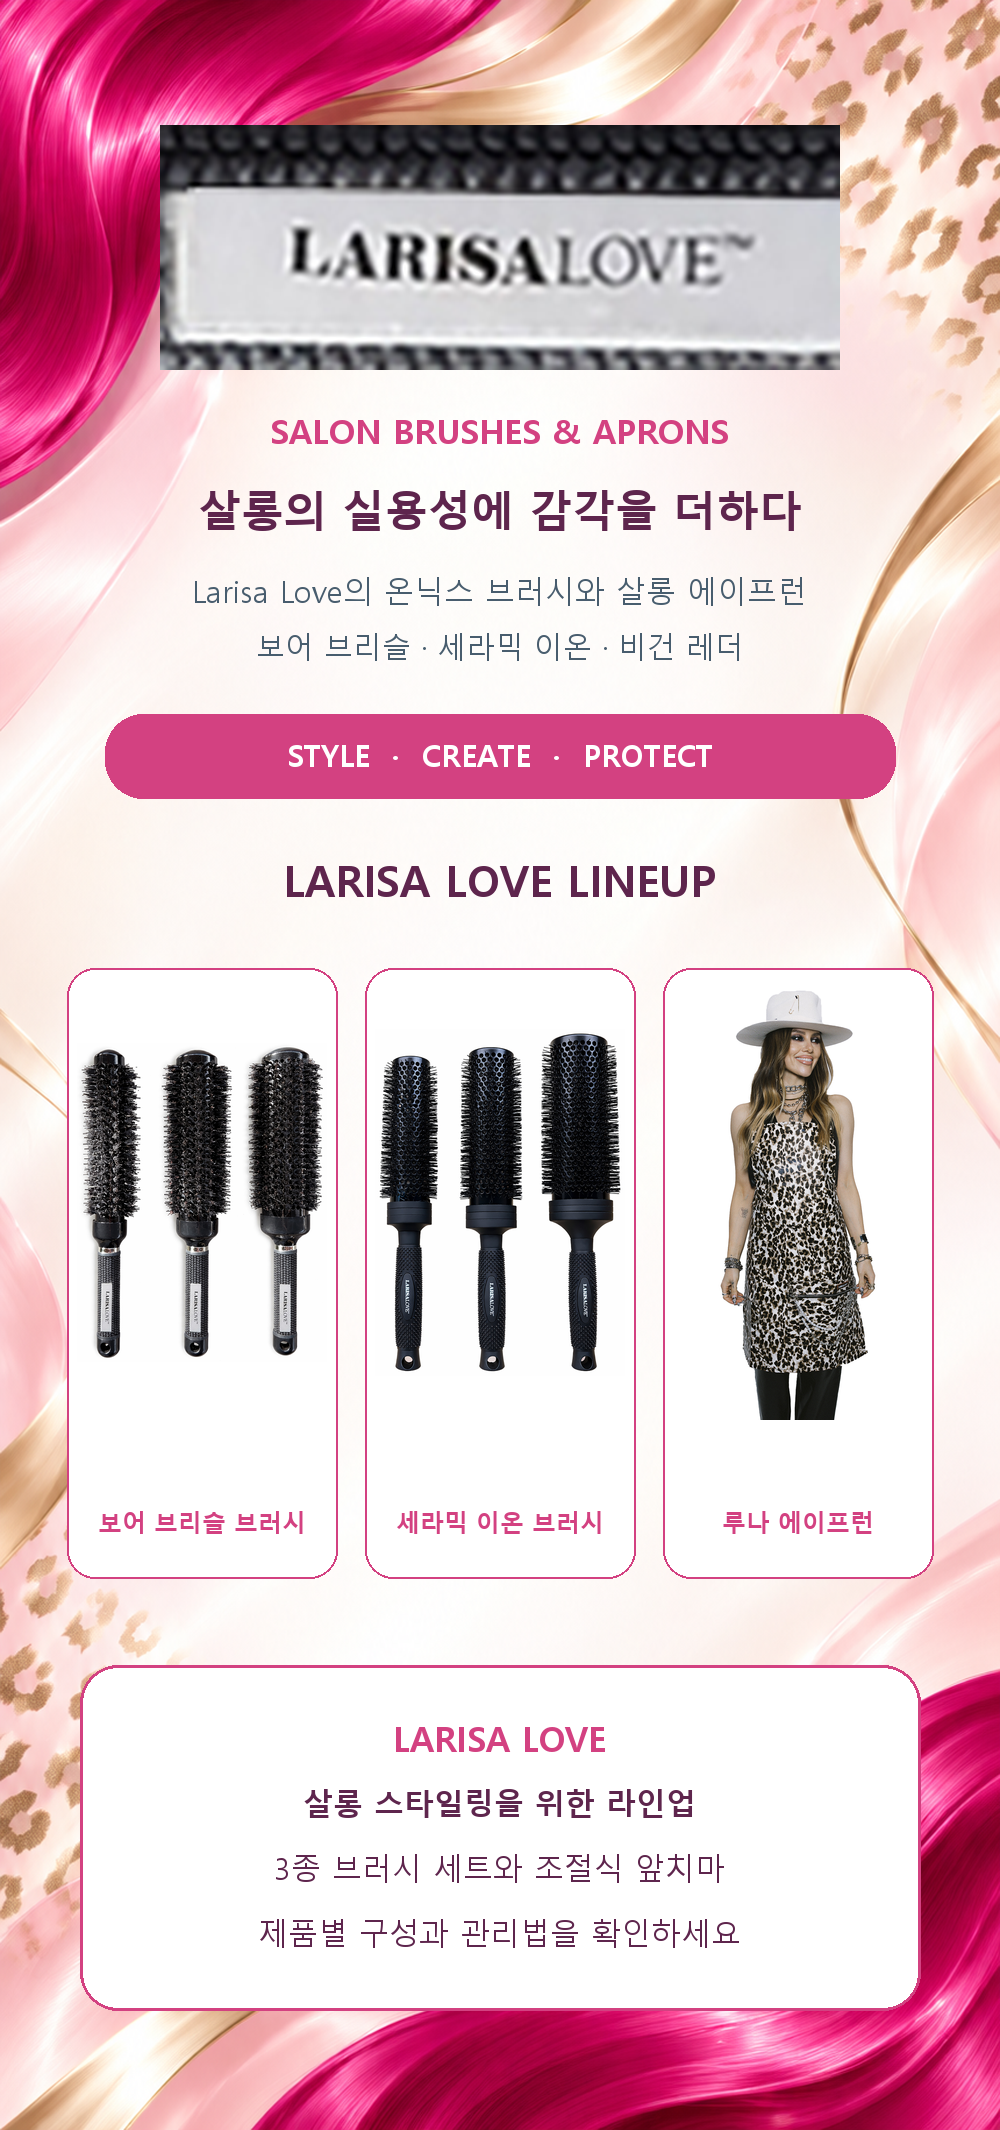 LARISALOVE™
SALON BRUSHES & APRONS
살롱의 실용성에 감각을 더하다
Larisa Love의 온닉스 브러시와 살롱 에이프런
보어 브리슬 · 세라믹 이온 · 비건 레더
STYLE · CREATE · PROTECT
LARISA LOVE LINEUP
LARISALOVE
LARISALOVE
LARISALOVE
LARISALOVE
LARISALOVE
LARISALOVE
보어 브리슬 브러시
세라믹 이온 브러시
루나 에이프런
LARISA LOVE
살롱 스타일링을 위한 라인업
3종 브러시 세트와 조절식 앞치마
제품별 구성과 관리법을 확인하세요